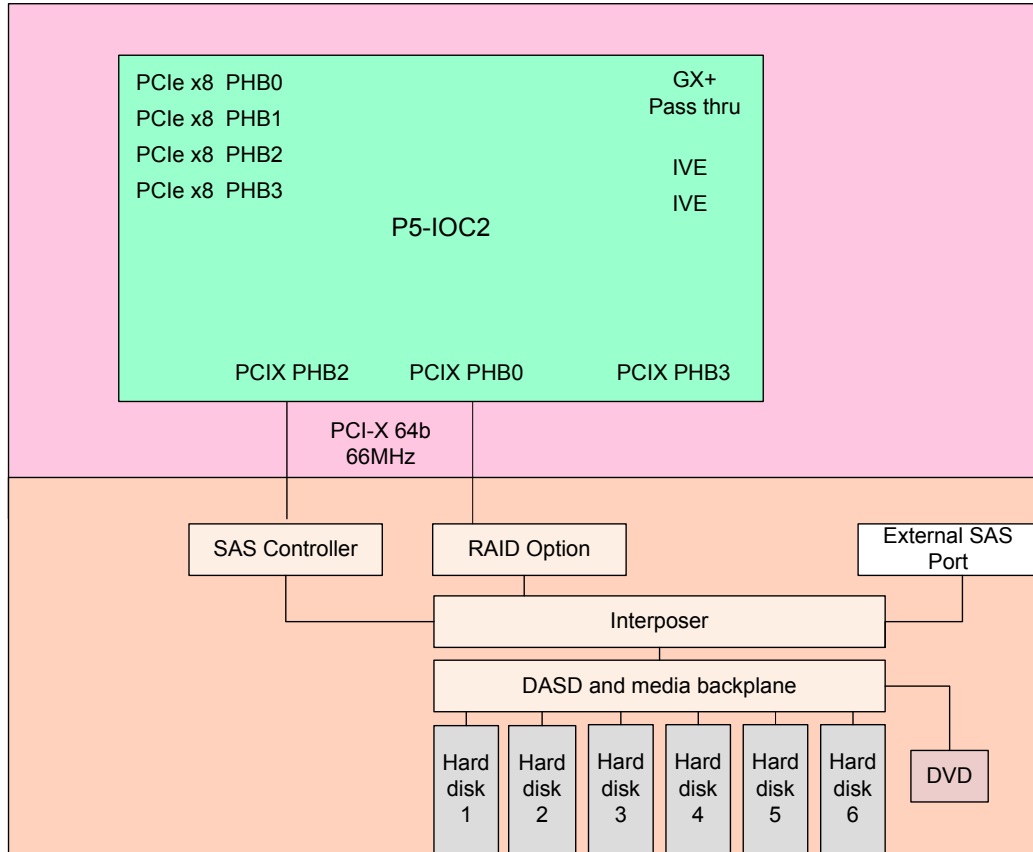 PCIe x8 PHB0
PCIe x8 PHB1
PCIe x8 PHB2
PCIe x8 PHB3
GX+
Pass thru
IVE
IVE
P5-IOC2
PCIX PHB2
PCIX PHB0
PCIX PHB3
PCI-X 64b
66MHz
SAS Controller
RAID Option
External SAS
Port
Interposer
DASD and media backplane
Hard
disk
1
Hard
disk
2
Hard
disk
3
Hard
disk
4
Hard
disk
5
Hard
disk
6
DVD